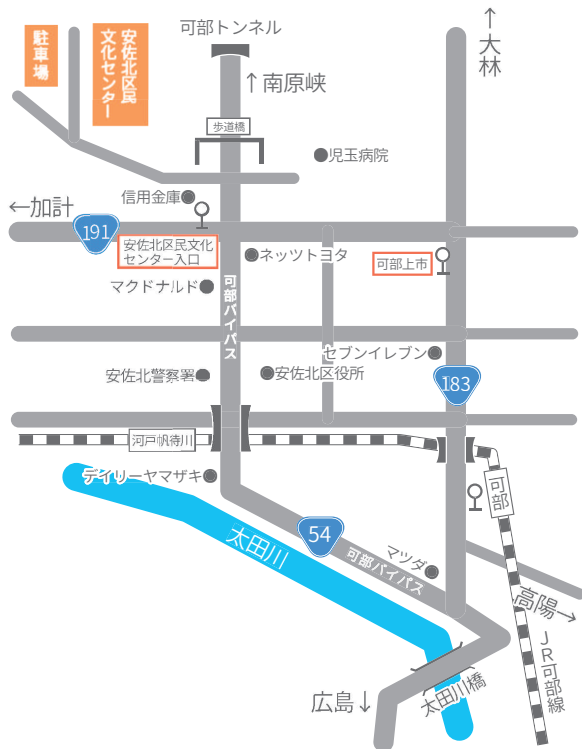 可部トンネル
↑大林
駐車場
安佐北区民
文化センター
↑南原峡
歩道橋
児玉病院
信用金庫
←加計
191
安佐北区民文化
センター入口
ネッツトヨタ
可部上市
マクドナルド
可部バイパス
セブンイレブン
安佐北警察署
安佐北区役所
183
河戸帆待川
デイリーヤマザキ
可部
54
太田川
マツダ
可部バイパス
高陽→
JR可部線
広島↓
太田川橋